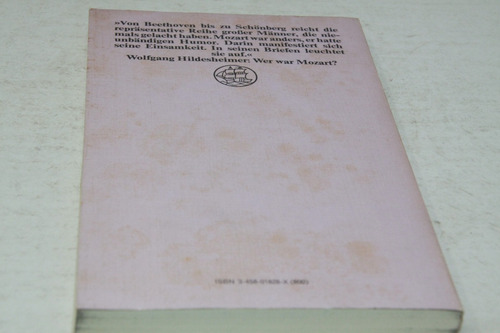 »Von Beethoven bis zu Schönberg reicht die
repräsentative Reihe großer Männer, die nie-
mals gelacht haben. Mozart war anders, er hatte
unbändigen Humor. Darin manifestiert sich
seine Einsamkeit. In seinen Briefen leuchtet
sie auf.«
Wolfgang Hildesheimer: Wer war Mozart?
ISBN